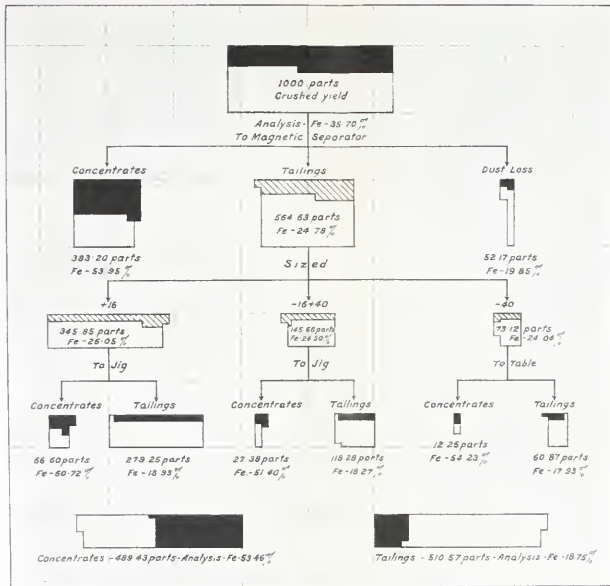 1000 parts
Crushed yield
Analysis - Fe - 35.70 %
To Magnetic Separator
Concentrates
Tailings
Dust Loss
564.63 parts
Fe - 24.78 %
383.20 parts
Fe - 53.95 %
52.17 parts
Fe - 19.85 %
Sized
+16
-16+40
-40
345.85 parts
Fe - 26.05 %
145.66 parts
Fe - 24.50 %
73.12 parts
Fe - 24.04 %
To Jig
To Jig
To Table
Concentrates
Tailings
Concentrates
Tailings
Concentrates
Tailings
66.60 parts
Fe - 50.72 %
279.25 parts
Fe - 18.93 %
27.38 parts
Fe - 51.40 %
118.28 parts
Fe - 18.27 %
12.25 parts
Fe - 54.23 %
60.87 parts
Fe - 17.93 %
Concentrates - 489.43 parts - Analysis - Fe - 53.46 %
Tailings - 510.57 parts - Analysis - Fe - 18.75 %